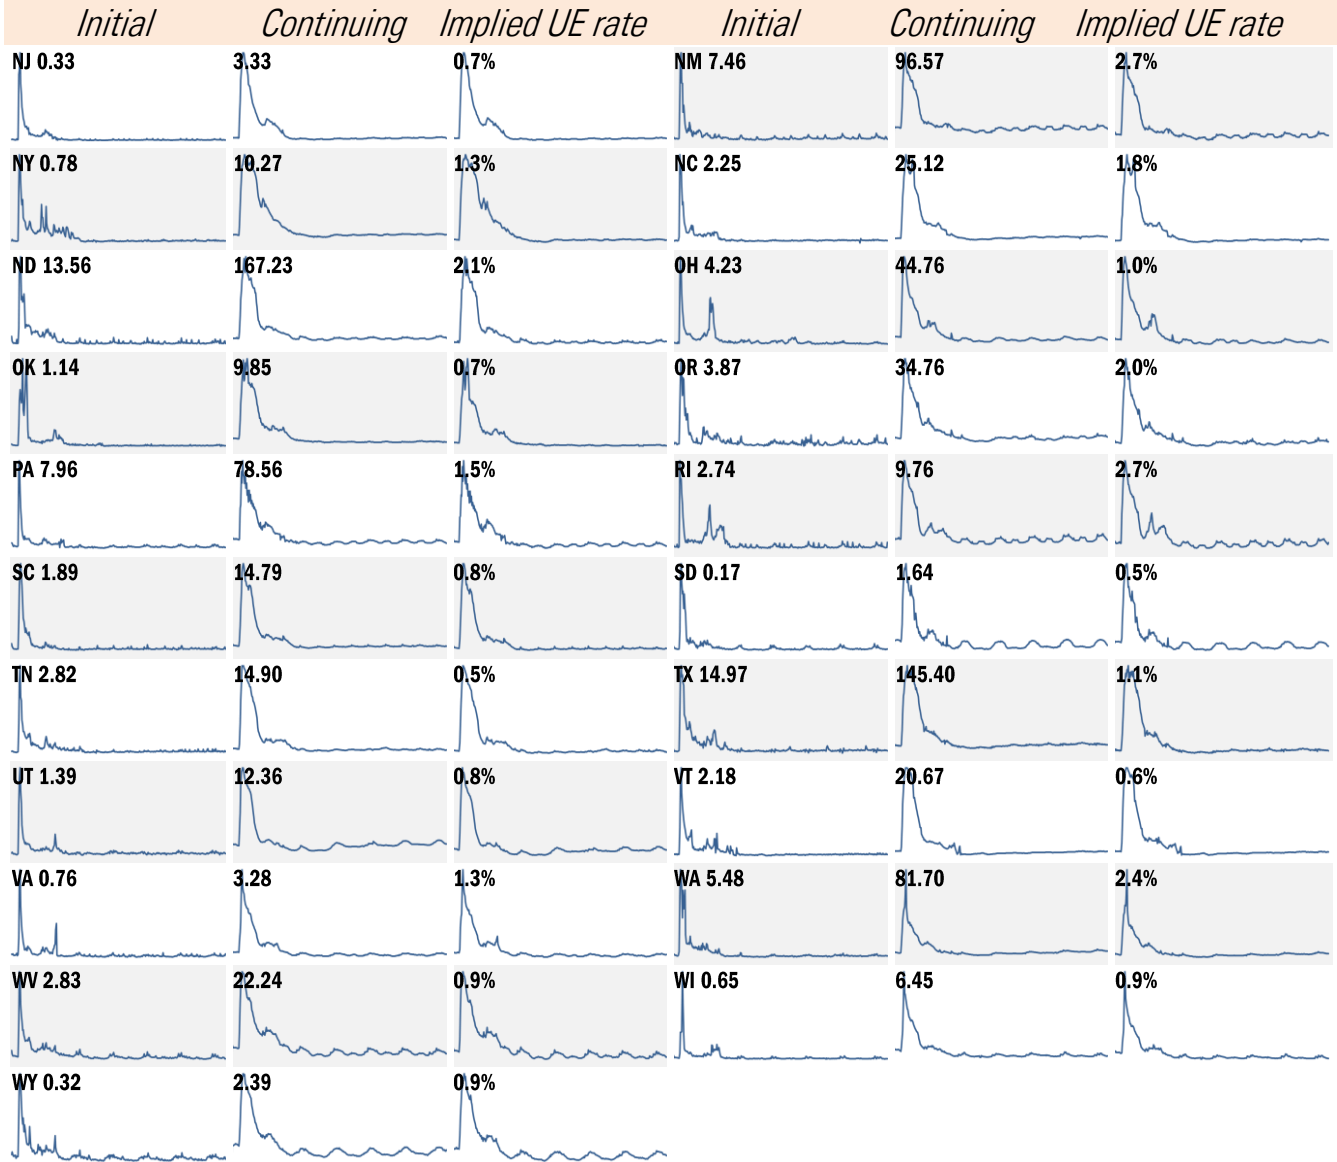 Initial Continuing Implied UE rate Initial Continuing Implied UE rate
NJ 0.33 3.33 0.7% NM 7.46 96.57 2.7%
NY 0.78 10.27 1.3% NC 2.25 25.12 1.8%
ND 13.56 167.23 2.1% OH 4.23 44.76 1.0%
OK 1.14 9.85 0.7% OR 3.87 34.76 2.0%
PA 7.96 78.56 1.5% RI 2.74 9.76 2.7%
SC 1.89 14.79 0.8% SD 0.17 1.64 0.5%
TN 2.82 14.90 0.5% TX 14.97 145.40 1.1%
UT 1.39 12.36 0.8% VT 2.18 20.67 0.6%
VA 0.76 3.28 1.3% WA 5.48 81.70 2.4%
WV 2.83 22.24 0.9% WI 0.65 6.45 0.9%
WY 0.32 2.39 0.9%